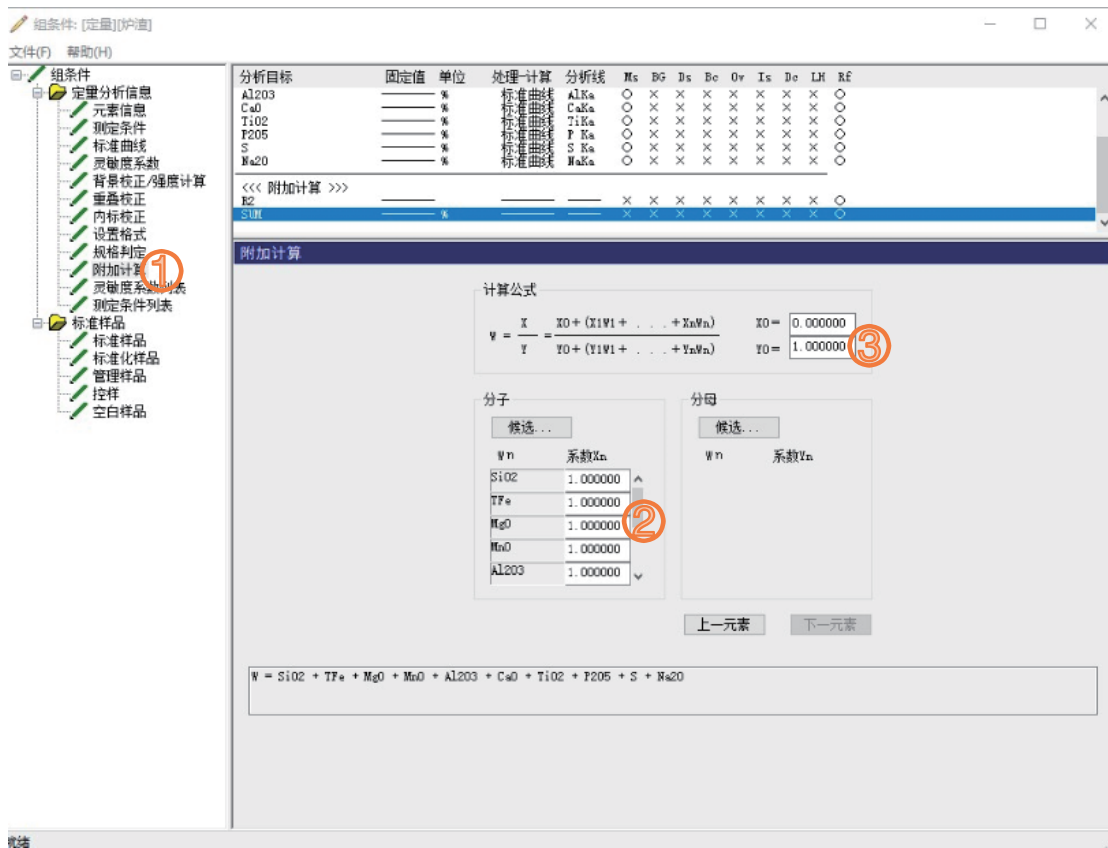 组条件: [定量][炉渣]
文件(F) 帮助(H)
组条件
定量分析信息
元素信息
测定条件
标准曲线
灵敏度系数
背景校正/强度计算
重叠校正
内标校正
设置格式
规格判定
附加计算
①
灵敏度系数列表
测定条件列表
标准样品
标准样品
标准化样品
管理样品
控样
空白样品
分析目标 固定值 单位 处理-计算 分析线 Ms BG Ds Bc Ov Is De LH Rf
Al2O3 ——— % 标准曲线 AlKa ○ × × × × × × × ○
CaO ——— % 标准曲线 CaKa ○ × × × × × × × ○
TiO2 ——— % 标准曲线 TiKa ○ × × × × × × × ○
P2O5 ——— % 标准曲线 P Ka ○ × × × × × × × ○
S ——— % 标准曲线 S Ka ○ × × × × × × × ○
Na2O ——— % 标准曲线 NaKa ○ × × × × × × × ○
<<< 附加计算 >>>
R2 ——— ——— ——— × × × × × × × × ○
SUM ——— % ——— ——— × × × × × × × × ○
附加计算
计算公式
W = X / Y = X0+(X1W1+ . . . +XnWn) / Y0+(Y1W1+ . . . +YnWn)
X0= 0.000000
Y0= 1.000000 ③
分子 分母
候选... 候选...
Wn 系数Xn Wn 系数Yn
SiO2 1.000000
TFe 1.000000
MgO 1.000000 ②
MnO 1.000000
Al2O3 1.000000
上一元素 下一元素
W = SiO2 + TFe + MgO + MnO + Al2O3 + CaO + TiO2 + P2O5 + S + Na2O
就绪